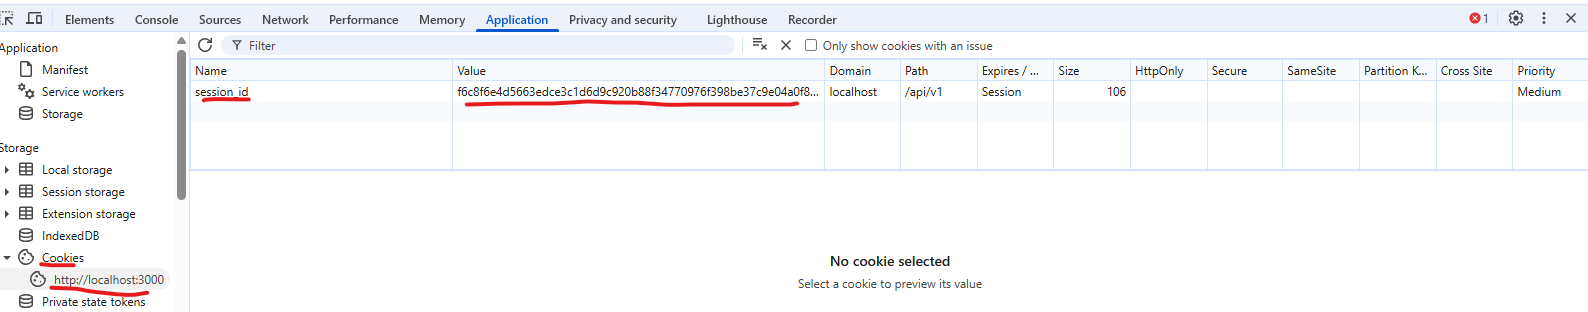 Elements Console Sources Network Performance Memory Application Privacy and security Lighthouse Recorder 1
Application
Manifest
Service workers
Storage
Storage
Local storage
Session storage
Extension storage
IndexedDB
Cookies
http://localhost:3000
Private state tokens
Filter Only show cookies with an issue
Name Value Domain Path Expires / ... Size HttpOnly Secure SameSite Partition K... Cross Site Priority
session_id f6c8f6e4d5663edce3c1d6d9c920b88f34770976f398be37c9e04a0f8... localhost /api/v1 Session 106 Medium
No cookie selected
Select a cookie to preview its value